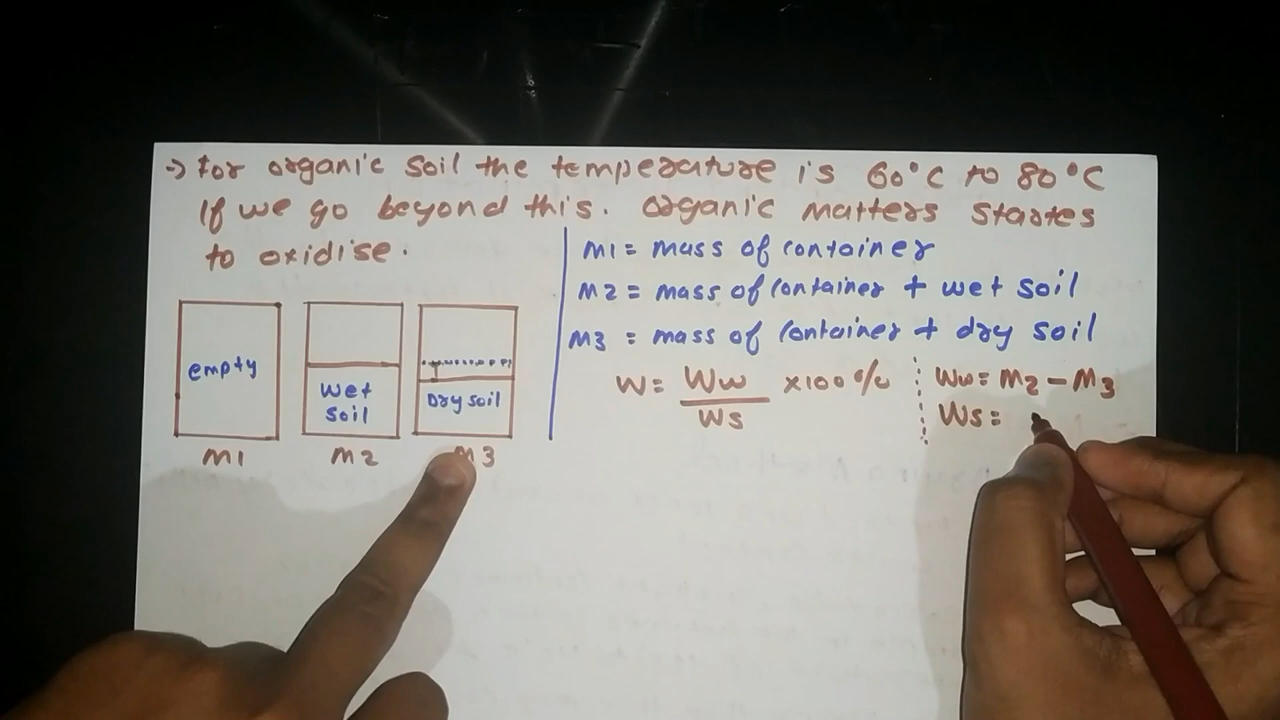 → For organic soil the temperature is 60°C to 80°C
If we go beyond this. organic matters startes
to oxidise.
empty
M1
wet
soil
M2
Dry soil
M3
M1 = mass of container
M2 = mass of container + wet soil
M3 = mass of container + dry soil
W = Ww / Ws ×100%
Ww = M2 - M3
Ws =